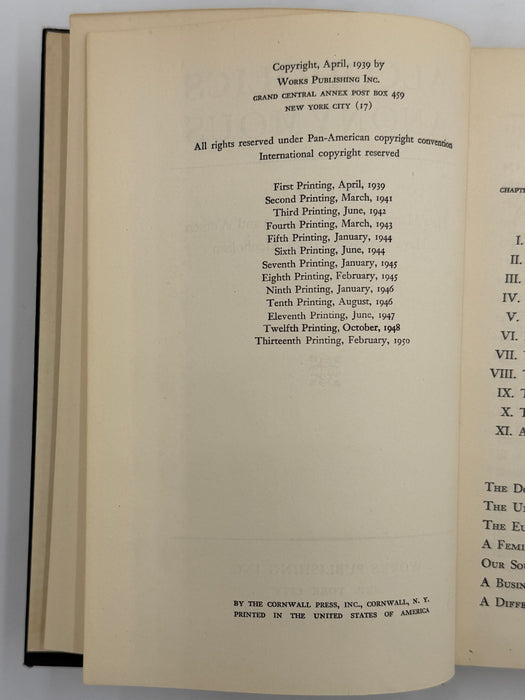 Copyright, April, 1939 by
Works Publishing Inc.
GRAND CENTRAL ANNEX POST BOX 459
NEW YORK CITY (17)
All rights reserved under Pan-American copyright convention
International copyright reserved
First Printing, April, 1939
Second Printing, March, 1941
Third Printing, June, 1942
Fourth Printing, March, 1943
Fifth Printing, January, 1944
Sixth Printing, June, 1944
Seventh Printing, January, 1945
Eighth Printing, February, 1945
Ninth Printing, January, 1946
Tenth Printing, August, 1946
Eleventh Printing, June, 1947
Twelfth Printing, October, 1948
Thirteenth Printing, February, 1950
BY THE CORNWALL PRESS, INC., CORNWALL, N. Y.
PRINTED IN THE UNITED STATES OF AMERICA
I.
II.
III.
IV.
V.
VI.
VII.
VIII.
IX.
X.
XI. A
The
The
The
A
Our
A
A